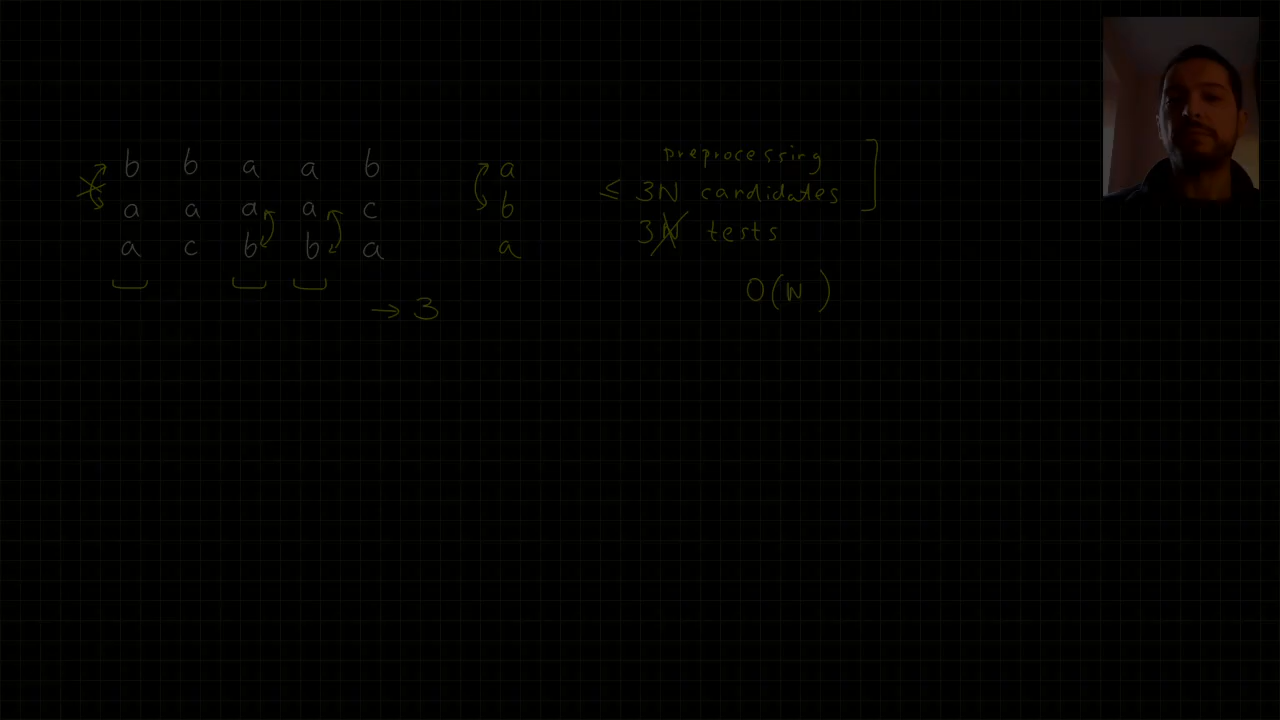 b b a a b a
a a a a c b
a c b b a a
→ 3
preprocessing
≤ 3N candidates
3N tests
O(N )